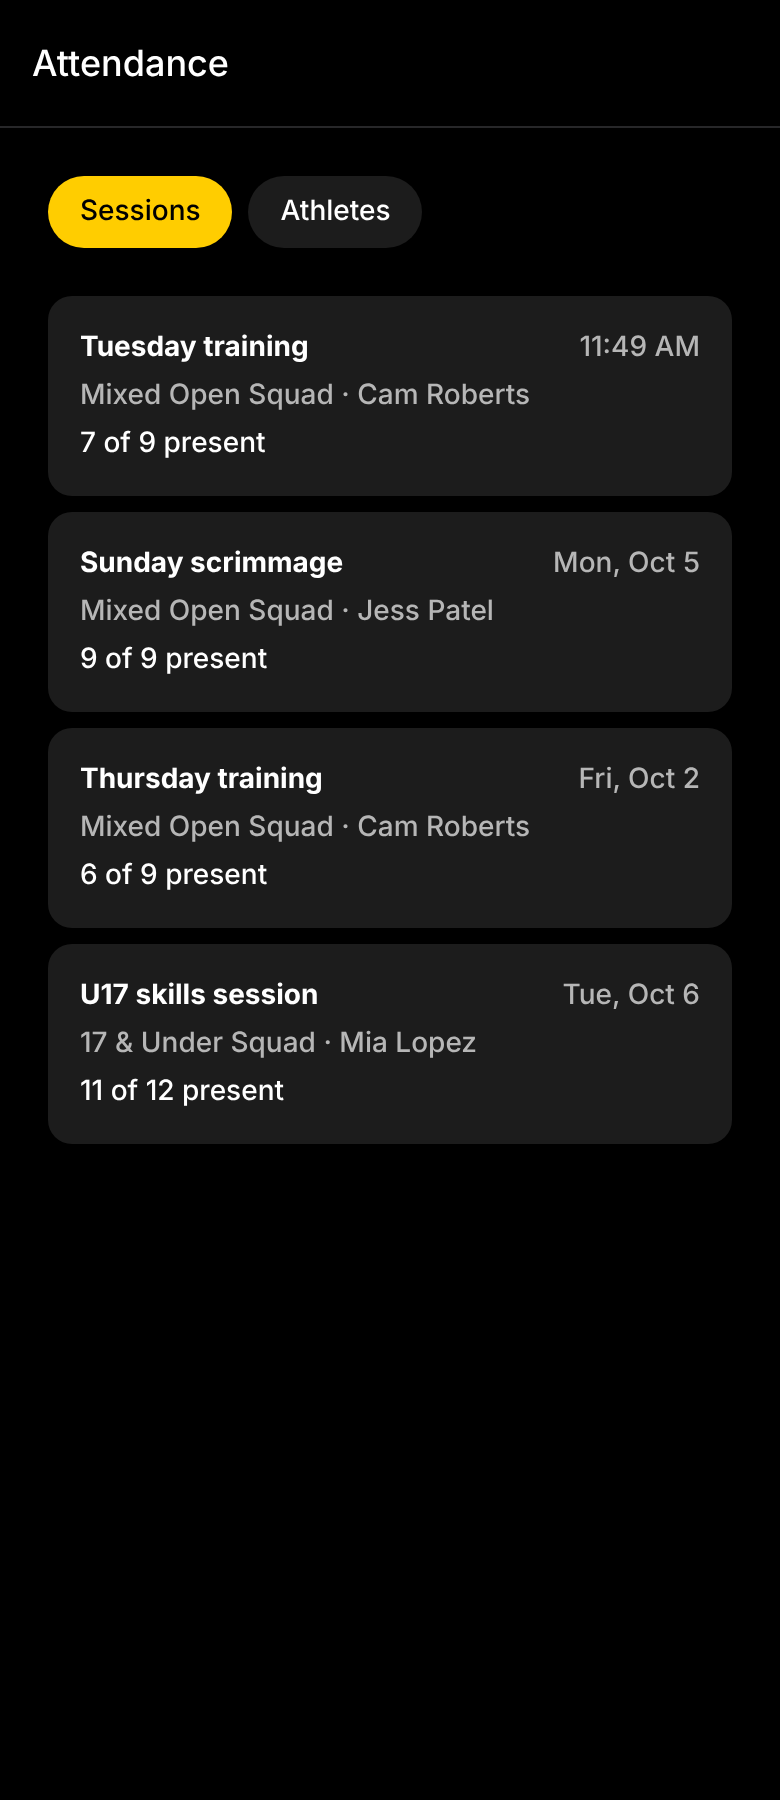 Attendance
Sessions
Athletes
Tuesday training
11:49 AM
Mixed Open Squad · Cam Roberts
7 of 9 present
Sunday scrimmage
Mon, Oct 5
Mixed Open Squad · Jess Patel
9 of 9 present
Thursday training
Fri, Oct 2
Mixed Open Squad · Cam Roberts
6 of 9 present
U17 skills session
Tue, Oct 6
17 & Under Squad · Mia Lopez
11 of 12 present